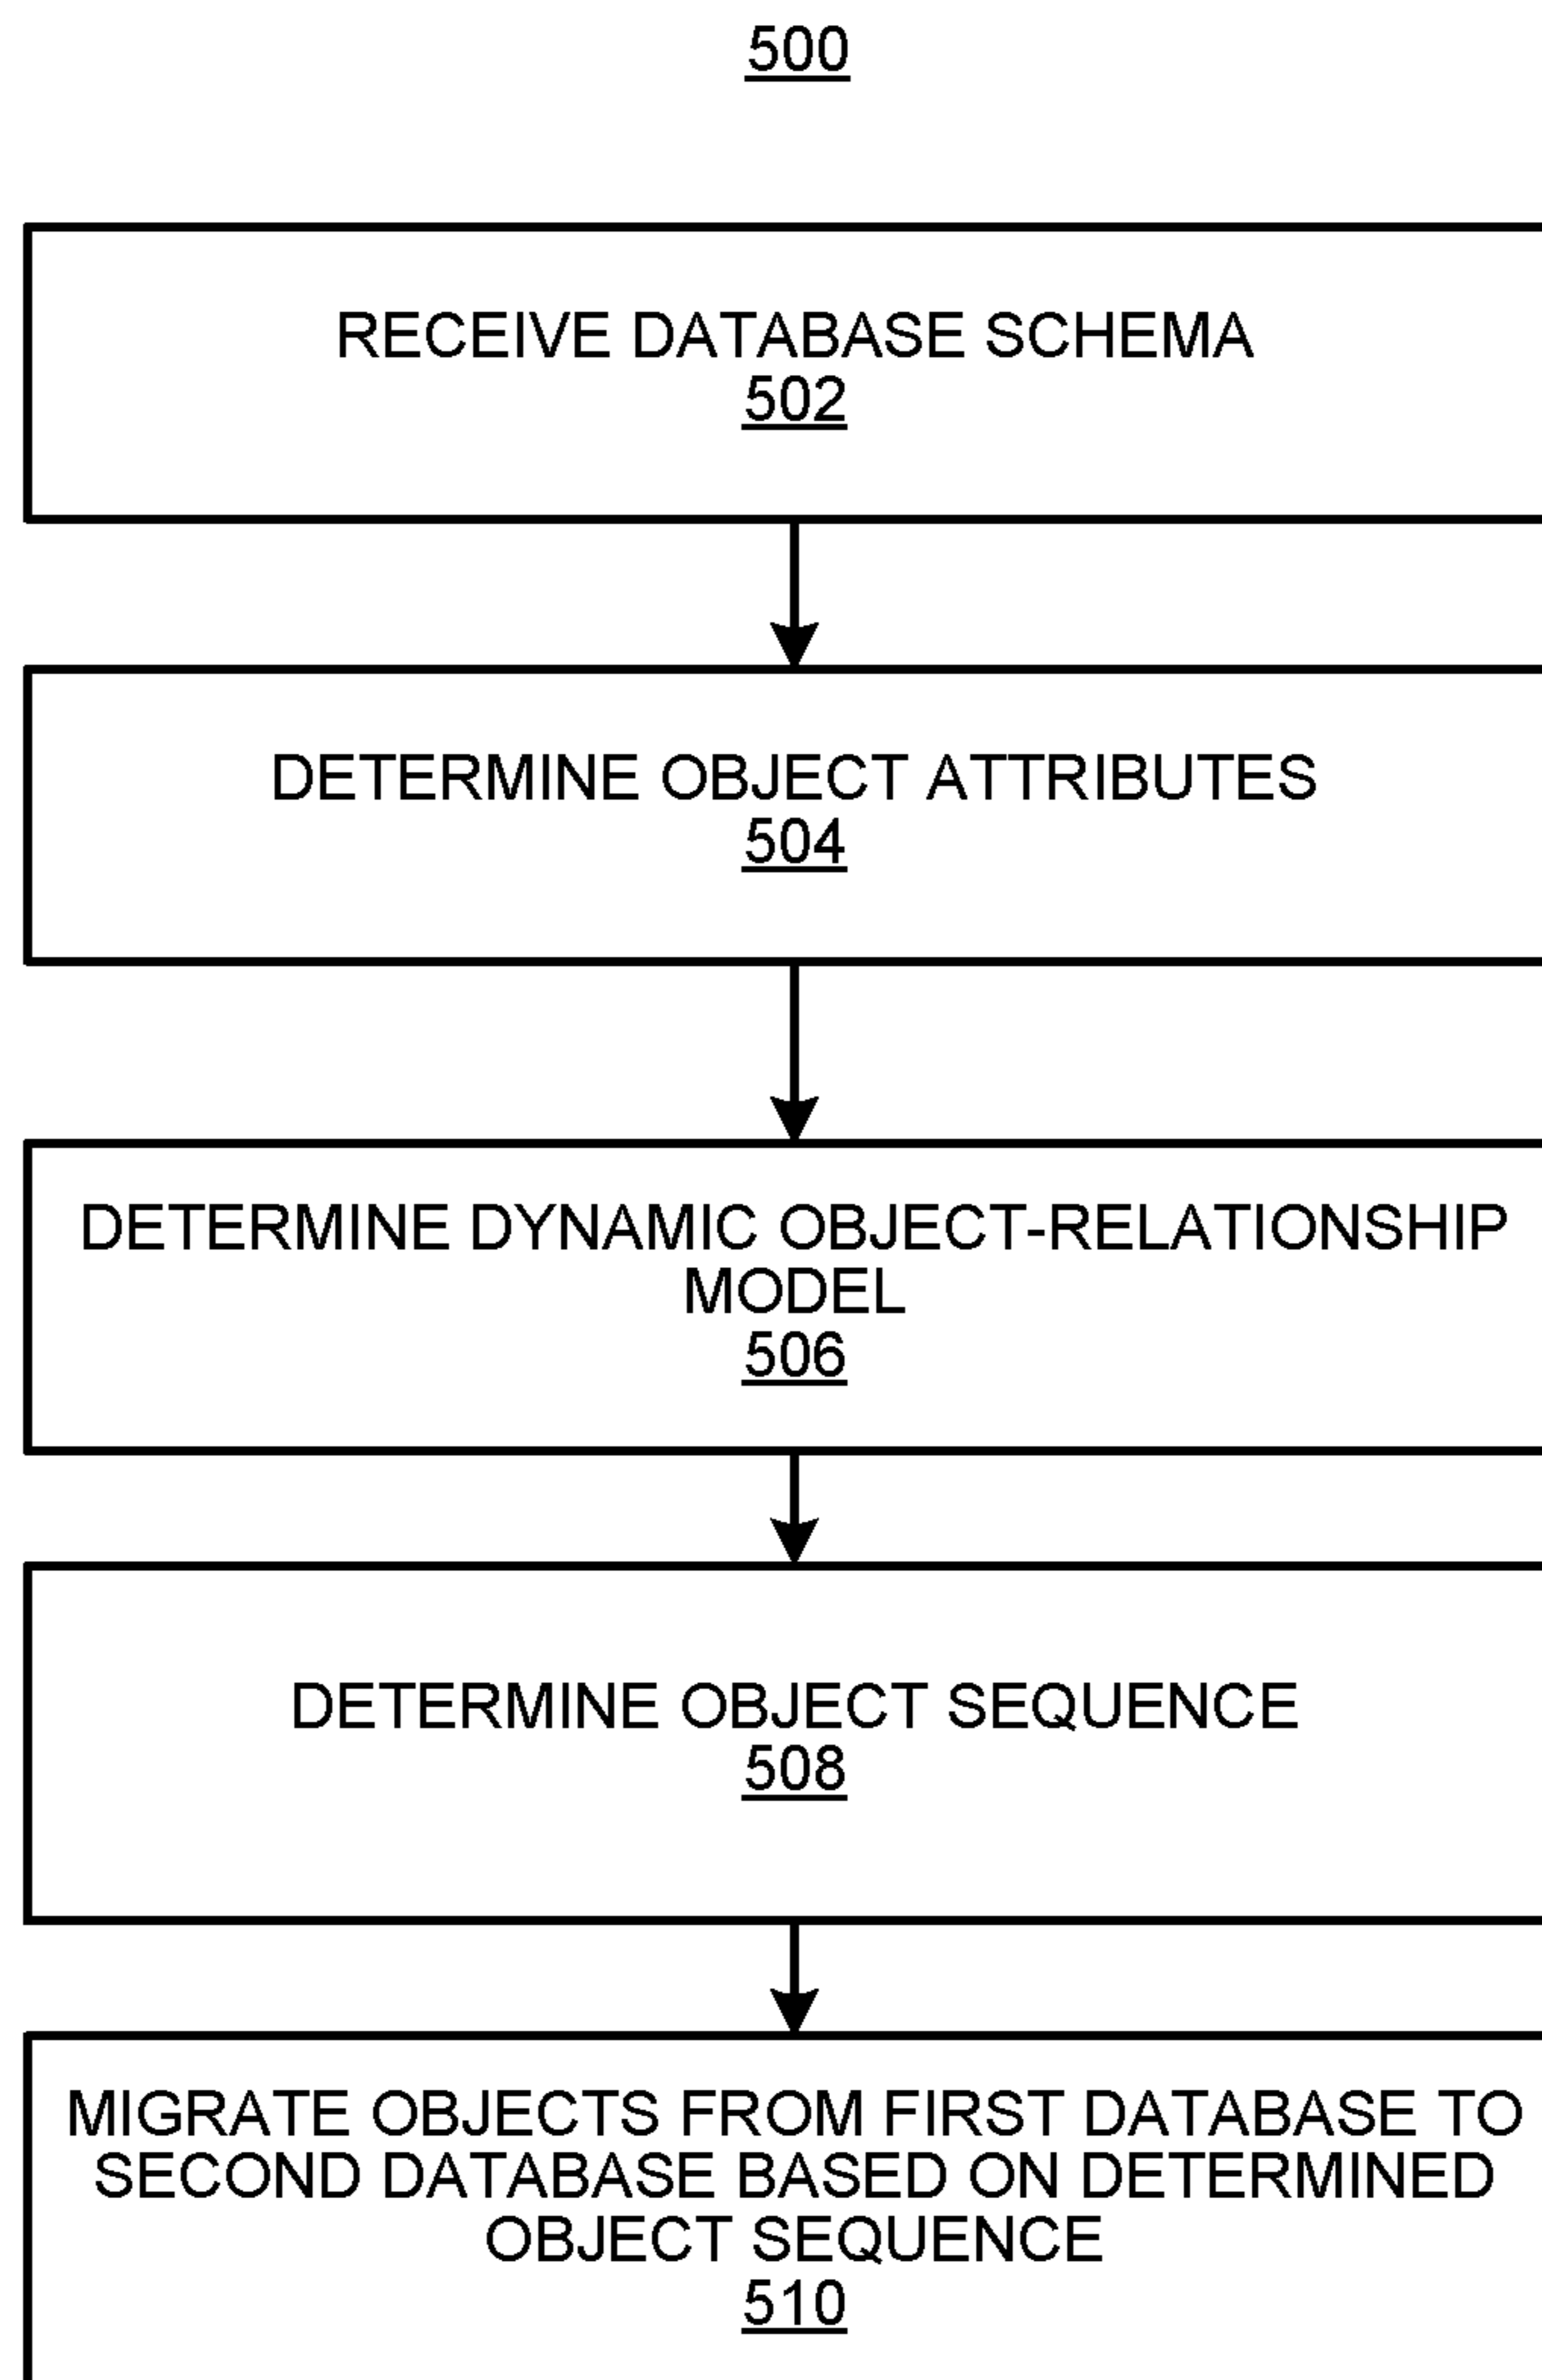 500
RECEIVE DATABASE SCHEMA
502
DETERMINE OBJECT ATTRIBUTES
504
DETERMINE DYNAMIC OBJECT-RELATIONSHIP
MODEL
506
DETERMINE OBJECT SEQUENCE
508
MIGRATE OBJECTS FROM FIRST DATABASE TO
SECOND DATABASE BASED ON DETERMINED
OBJECT SEQUENCE
510